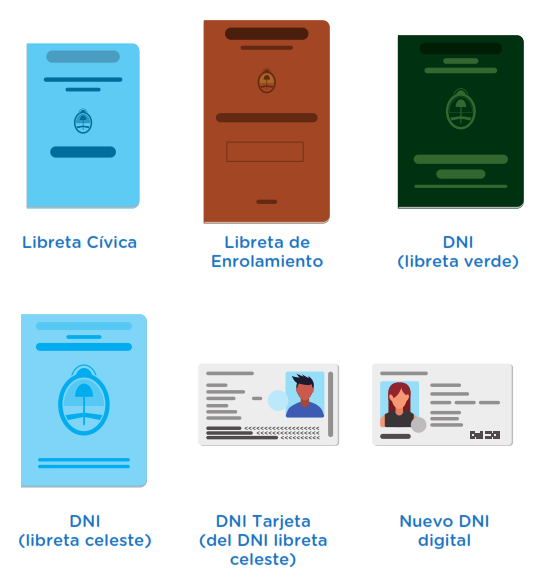 Libreta Cívica
Libreta de
Enrolamiento
DNI
(libreta verde)
DNI
(libreta celeste)
DNI Tarjeta
(del DNI libreta
celeste)
Nuevo DNI
digital